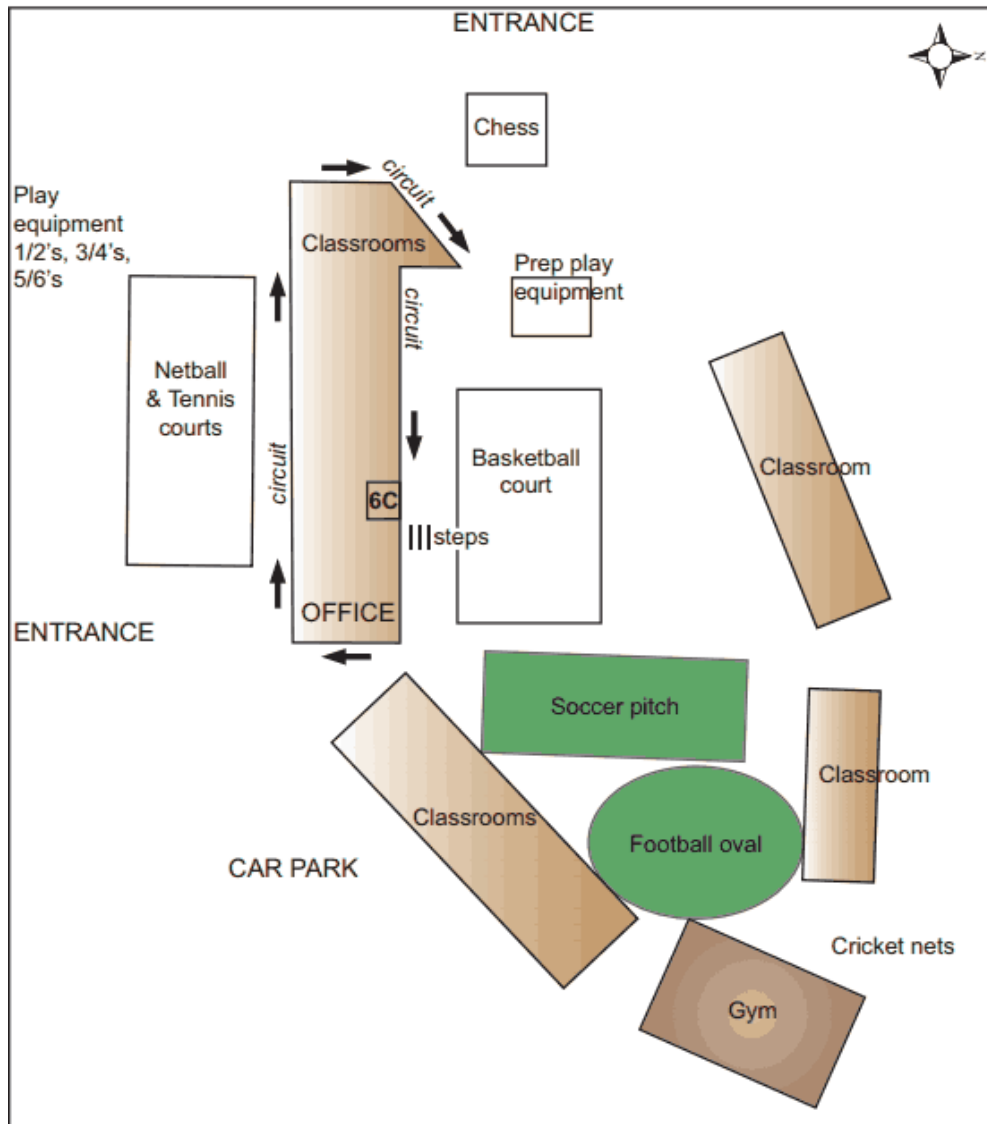 ENTRANCE
N
Chess
circuit
Play
equipment
1/2's, 3/4's,
5/6's
Classrooms
Prep play
equipment
circuit
Netball
& Tennis
courts
circuit
Basketball
court
Classroom
6C
steps
OFFICE
ENTRANCE
Soccer pitch
Classroom
Classrooms
Football oval
CAR PARK
Cricket nets
Gym